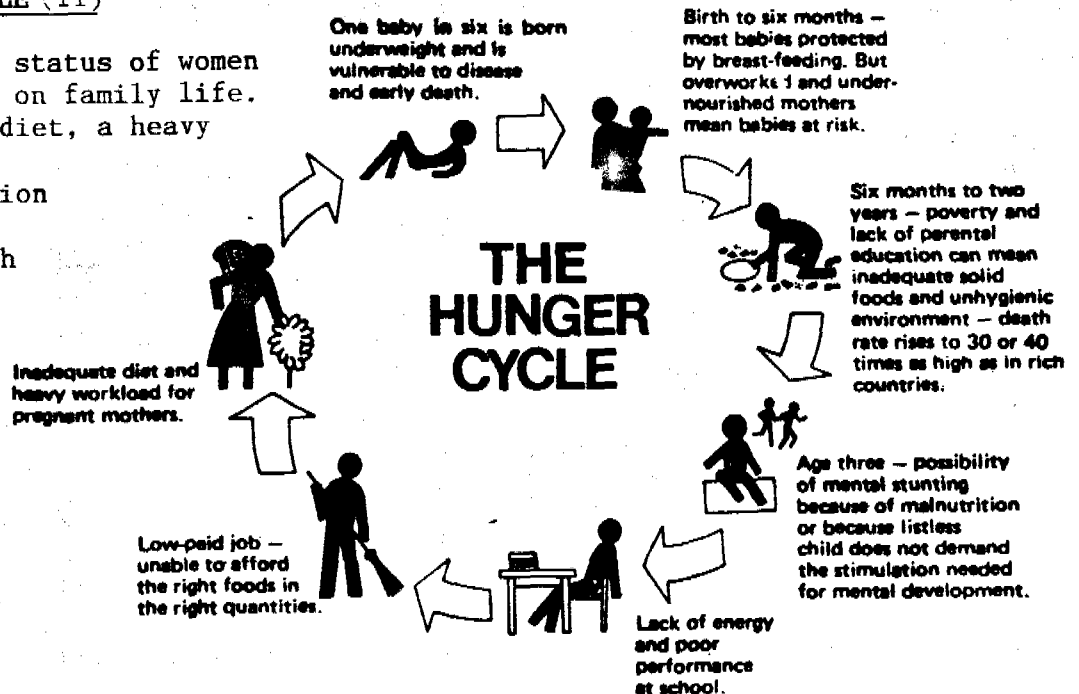 LE (II)
status of women
on family life.
diet, a heavy
ion
h
One baby in six is born
underweight and is
vulnerable to disease
and early death.
Birth to six months –
most babies protected
by breast-feeding. But
overworked and under-
nourished mothers
mean babies at risk.
Six months to two
years – poverty and
lack of parental
education can mean
inadequate solid
foods and unhygienic
environment – death
rate rises to 30 or 40
times as high as in rich
countries.
Age three – possibility
of mental stunting
because of malnutrition
or because listless
child does not demand
the stimulation needed
for mental development.
Lack of energy
and poor
performance
at school.
Low-paid job –
unable to afford
the right foods in
the right quantities.
Inadequate diet and
heavy workload for
pregnant mothers.
THE
HUNGER
CYCLE